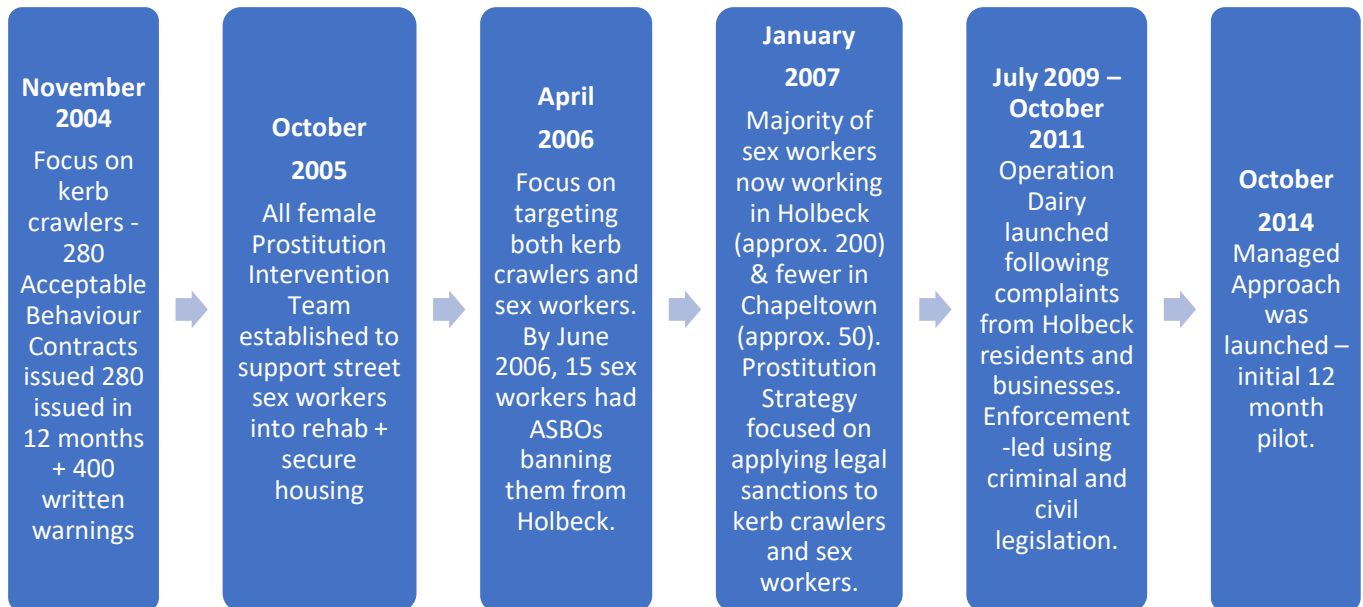 November
2004
Focus on
kerb
crawlers -
280
Acceptable
Behaviour
Contracts
issued 280
issued in
12 months
+ 400
written
warnings
October
2005
All female
Prostitution
Intervention
Team
established to
support street
sex workers
into rehab +
secure
housing
April
2006
Focus on
targeting
both kerb
crawlers and
sex workers.
By June
2006, 15 sex
workers had
ASBOs
banning
them from
Holbeck.
January
2007
Majority of
sex workers
now working
in Holbeck
(approx. 200)
& fewer in
Chapeltown
(approx. 50).
Prostitution
Strategy
focused on
applying legal
sanctions to
kerb crawlers
and sex
workers.
July 2009 –
October
2011
Operation
Dairy
launched
following
complaints
from Holbeck
residents and
businesses.
Enforcement
-led using
criminal and
civil
legislation.
October
2014
Managed
Approach
was
launched –
initial 12
month
pilot.